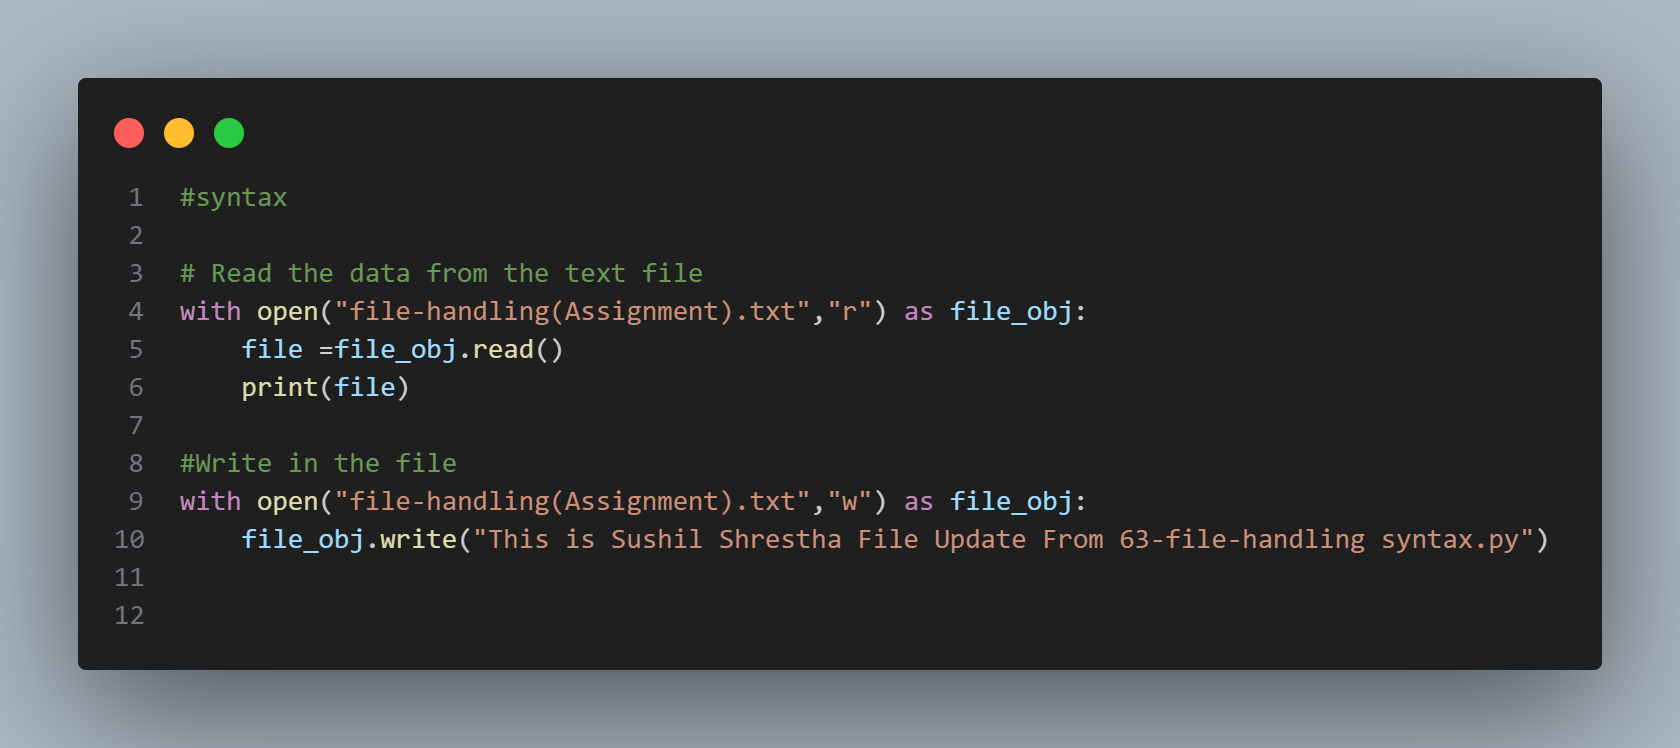 1 #syntax
2
3 # Read the data from the text file
4 with open("file-handling(Assignment).txt","r") as file_obj:
5     file =file_obj.read()
6     print(file)
7
8 #Write in the file
9 with open("file-handling(Assignment).txt","w") as file_obj:
10     file_obj.write("This is Sushil Shrestha File Update From 63-file-handling syntax.py")
11
12